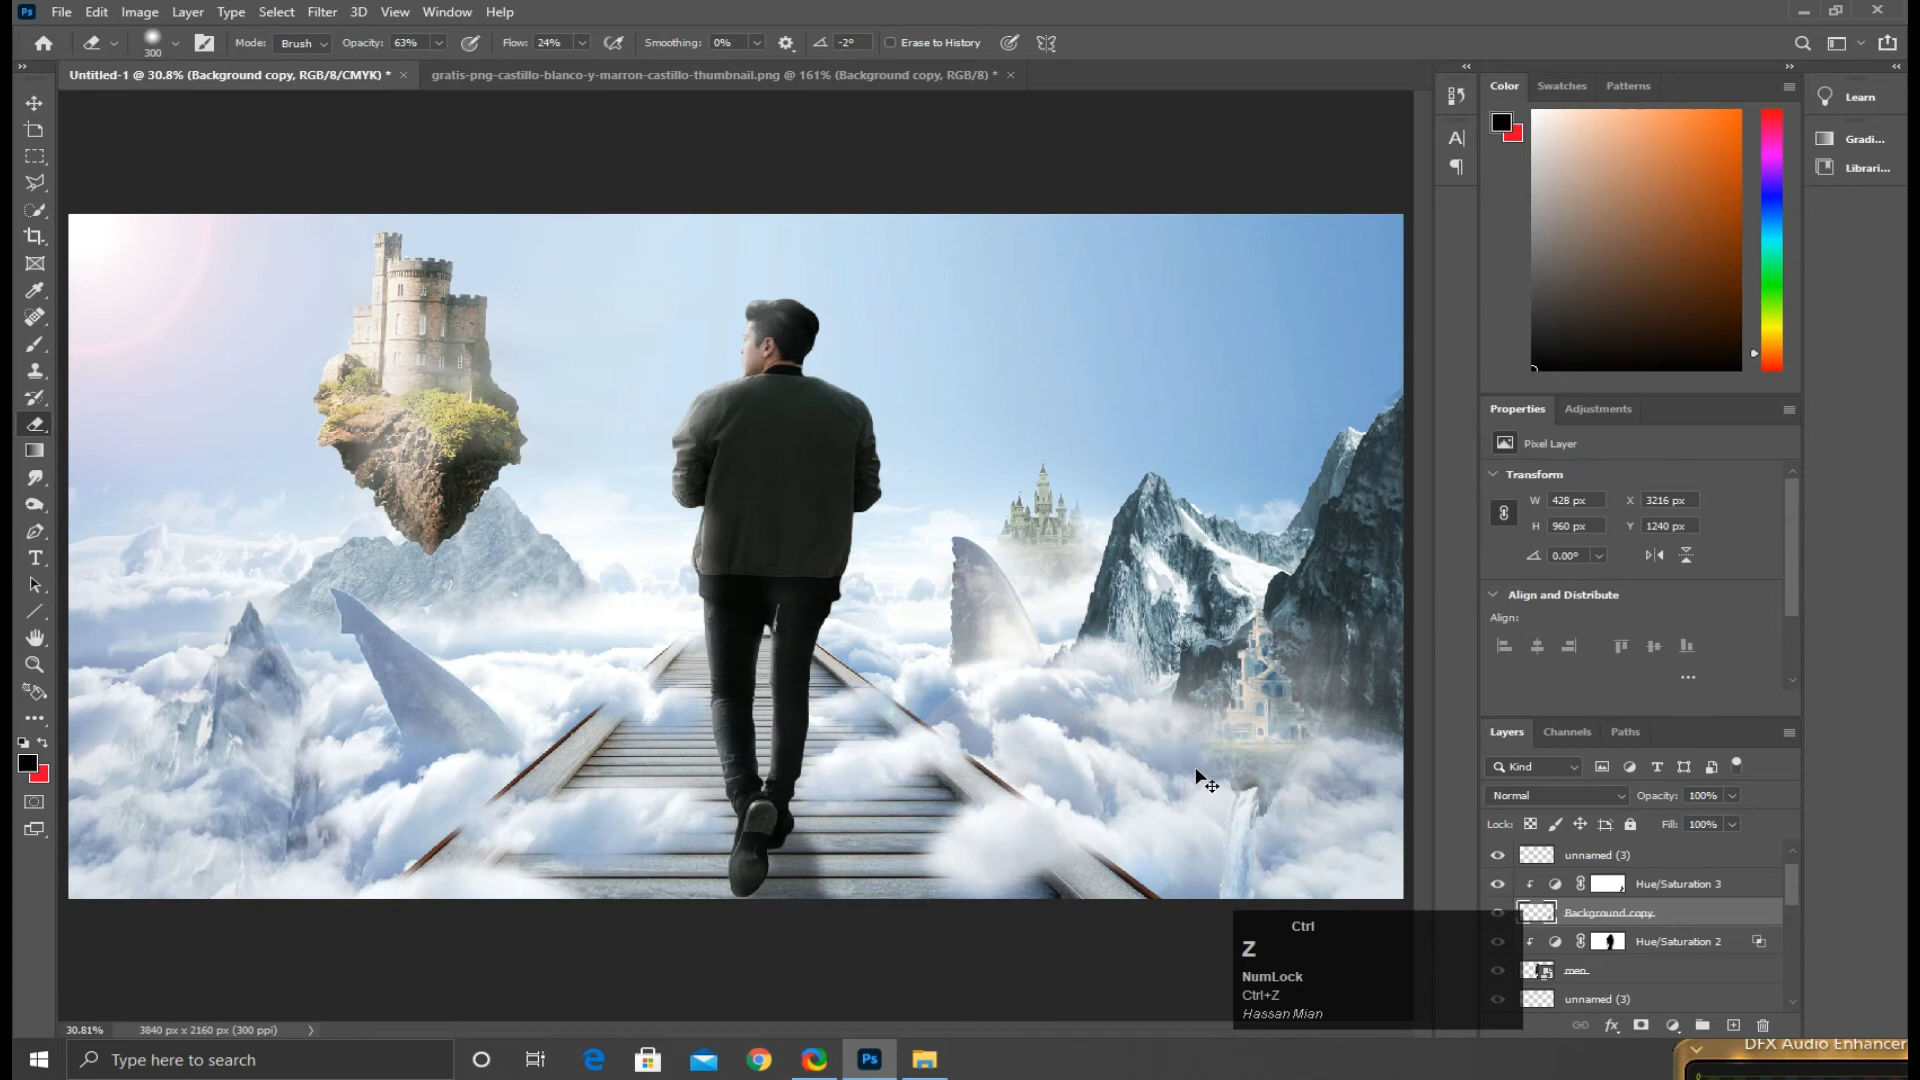 Ps File Edit Image Layer Type Select Filter 3D View Window Help
300 Mode: Brush Opacity: 63% Flow: 24% Smoothing: 0% -2° Erase to History
Untitled-1 @ 30.8% (Background copy, RGB/8/CMYK) * × gratis-png-castillo-blanco-y-marron-castillo-thumbnail.png @ 161% (Background copy, RGB/8) * ×
Color Swatches Patterns
Learn
Gradi...
Librari...
Properties Adjustments
Pixel Layer
Transform
W 428 px X 3216 px
H 960 px Y 1240 px
0.00°
Align and Distribute
Align:
Layers Channels Paths
Kind
Normal Opacity: 100%
Lock: Fill: 100%
unnamed (3)
Hue/Saturation 3
Background copy
Hue/Saturation 2
men
unnamed (3)
Ctrl
Z
NumLock
Ctrl+Z
Hassan Mian
30.81% 3840 px x 2160 px (300 ppi)
Type here to search
Ps
DFX Audio Enhancer